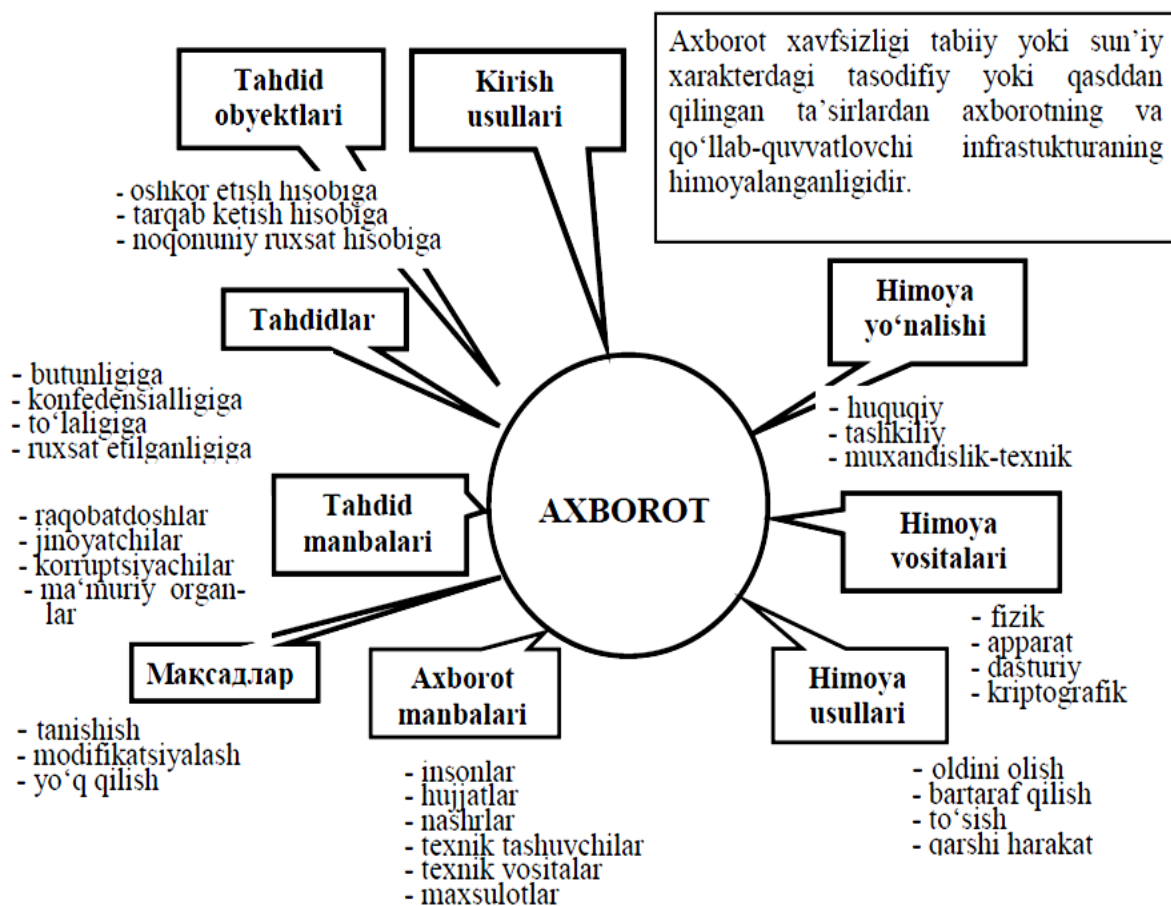 Tahdid
obyektlari
Kirish
usullari
Axborot xavfsizligi tabiiy yoki sun’iy
xarakterdagi tasodifiy yoki qasddan
qilingan ta’sirlardan axborotning va
qo‘llab-quvvatlovchi infrastukturaning
himoyalanganligidir.
- oshkor etish hisobiga
- tarqab ketish hisobiga
- noqonuniy ruxsat hisobiga
Tahdidlar
Himoya
yo‘nalishi
- butunligiga
- konfedensialligiga
- to‘laligiga
- ruxsat etilganligiga
- huquqiy
- tashkiliy
- muxandislik-texnik
Tahdid
manbalari
AXBOROT
Himoya
vositalari
- raqobatdoshlar
- jinoyatchilar
- korruptsiyachilar
- ma‘muriy organ-
lar
- fizik
- apparat
- dasturiy
- kriptografik
Мақсадлар
Axborot
manbalari
Himoya
usullari
- tanishish
- modifikatsiyalash
- yo‘q qilish
- insonlar
- hujjatlar
- nashrlar
- texnik tashuvchilar
- texnik vositalar
- maxsulotlar
- oldini olish
- bartaraf qilish
- to‘sish
- qarshi harakat